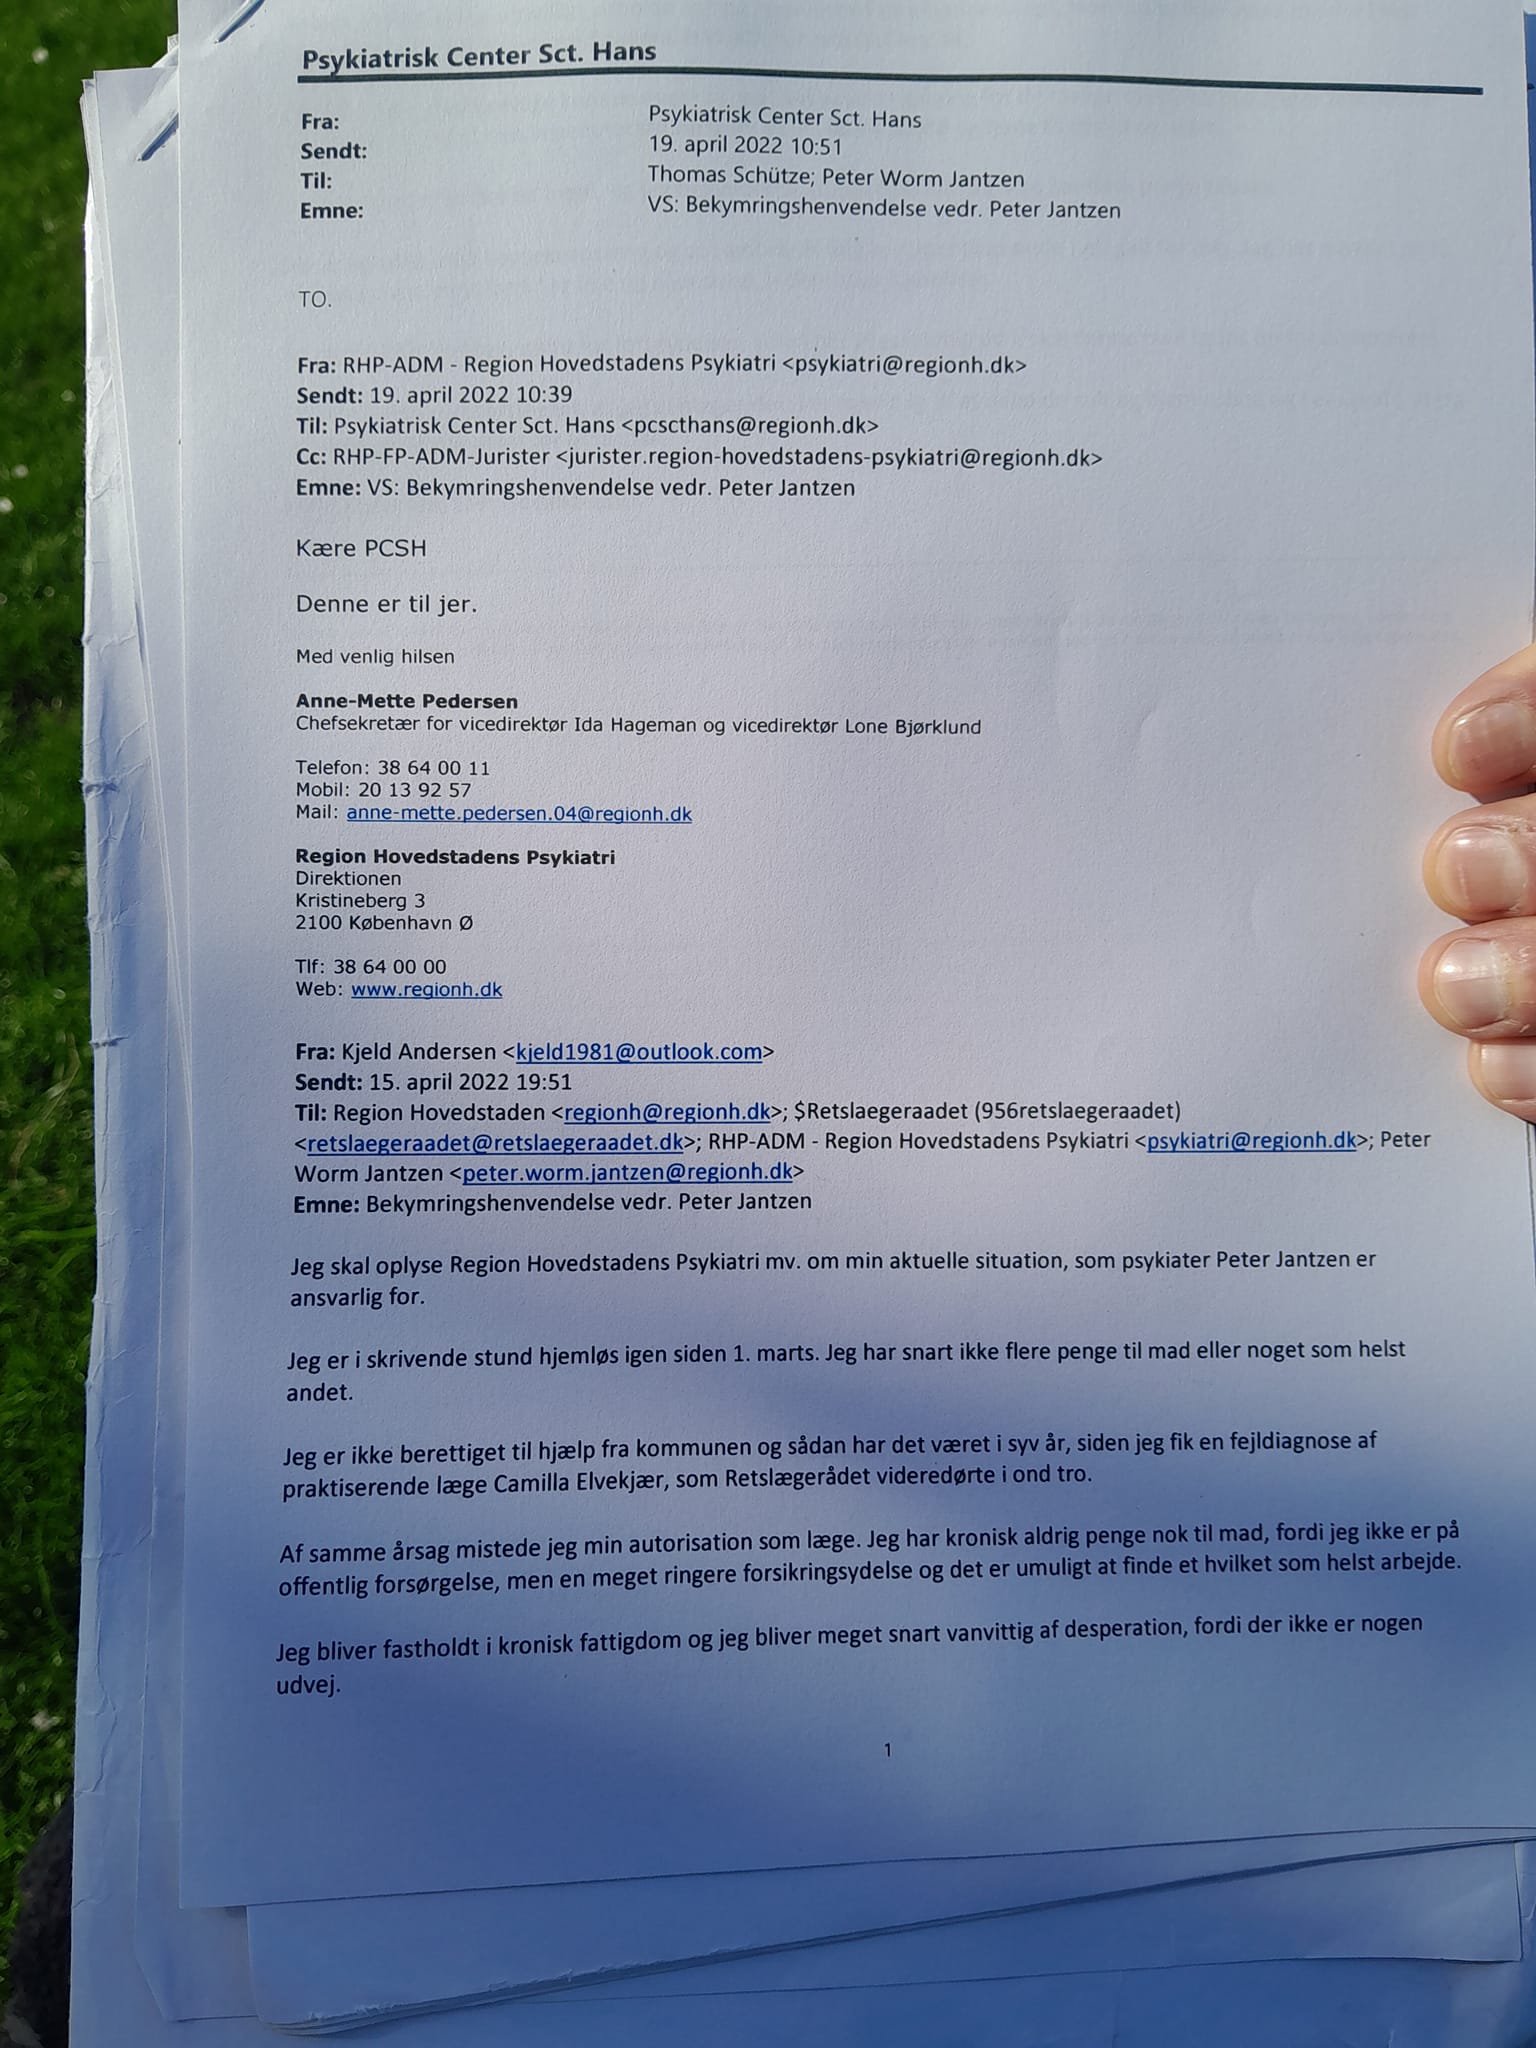 Psykiatrisk Center Sct. Hans
Fra: Psykiatrisk Center Sct. Hans
Sendt: 19. april 2022 10:51
Til: Thomas Schütze; Peter Worm Jantzen
Emne: VS: Bekymringshenvendelse vedr. Peter Jantzen
TO.
Fra: RHP-ADM - Region Hovedstadens Psykiatri <psykiatri@regionh.dk>
Sendt: 19. april 2022 10:39
Til: Psykiatrisk Center Sct. Hans <pcscthans@regionh.dk>
Cc: RHP-FP-ADM-Jurister <jurister.region-hovedstadens-psykiatri@regionh.dk>
Emne: VS: Bekymringshenvendelse vedr. Peter Jantzen
Kære PCSH
Denne er til jer.
Med venlig hilsen
Anne-Mette Pedersen
Chefsekretær for vicedirektør Ida Hageman og vicedirektør Lone Bjørklund
Telefon: 38 64 00 11
Mobil: 20 13 92 57
Mail: anne-mette.pedersen.04@regionh.dk
Region Hovedstadens Psykiatri
Direktionen
Kristineberg 3
2100 København Ø
Tlf: 38 64 00 00
Web: www.regionh.dk
Fra: Kjeld Andersen <kjeld1981@outlook.com>
Sendt: 15. april 2022 19:51
Til: Region Hovedstaden <regionh@regionh.dk>; $Retslaegeraadet (956retslaegeraadet)
<retslaegeraadet@retslaegeraadet.dk>; RHP-ADM - Region Hovedstadens Psykiatri <psykiatri@regionh.dk>; Peter
Worm Jantzen <peter.worm.jantzen@regionh.dk>
Emne: Bekymringshenvendelse vedr. Peter Jantzen
Jeg skal oplyse Region Hovedstadens Psykiatri mv. om min aktuelle situation, som psykiater Peter Jantzen er
ansvarlig for.
Jeg er i skrivende stund hjemløs igen siden 1. marts. Jeg har snart ikke flere penge til mad eller noget som helst
andet.
Jeg er ikke berettiget til hjælp fra kommunen og sådan har det været i syv år, siden jeg fik en fejldiagnose af
praktiserende læge Camilla Elvekjær, som Retslægerådet videredørte i ond tro.
Af samme årsag mistede jeg min autorisation som læge. Jeg har kronisk aldrig penge nok til mad, fordi jeg ikke er på
offentlig forsørgelse, men en meget ringere forsikringsydelse og det er umuligt at finde et hvilket som helst arbejde.
Jeg bliver fastholdt i kronisk fattigdom og jeg bliver meget snart vanvittig af desperation, fordi der ikke er nogen
udvej.
1